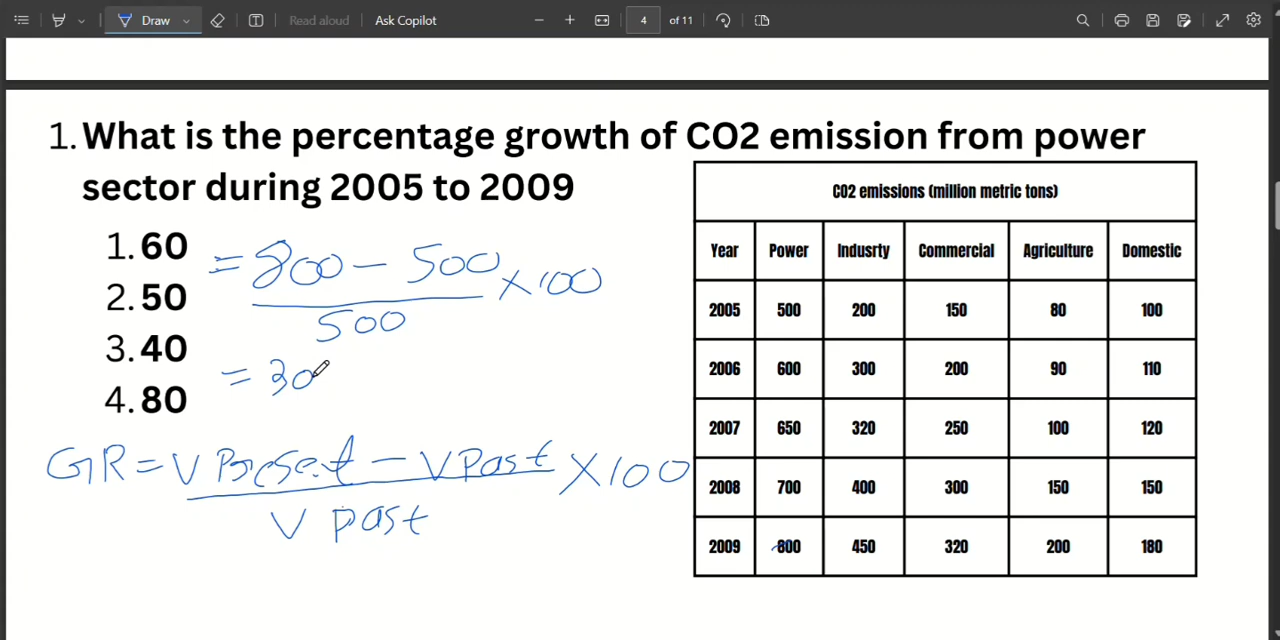 Draw
Read aloud
Ask Copilot
4 of 11
1. What is the percentage growth of CO2 emission from power
sector during 2005 to 2009
1. 60
2. 50
3. 40
4. 80
= 800 - 500 × 100
500
= 300
GR = V Present - V Past × 100
V past
CO2 emissions (million metric tons)
Year Power Indusrty Commercial Agriculture Domestic
2005 500 200 150 80 100
2006 600 300 200 90 110
2007 650 320 250 100 120
2008 700 400 300 150 150
2009 800 450 320 200 180